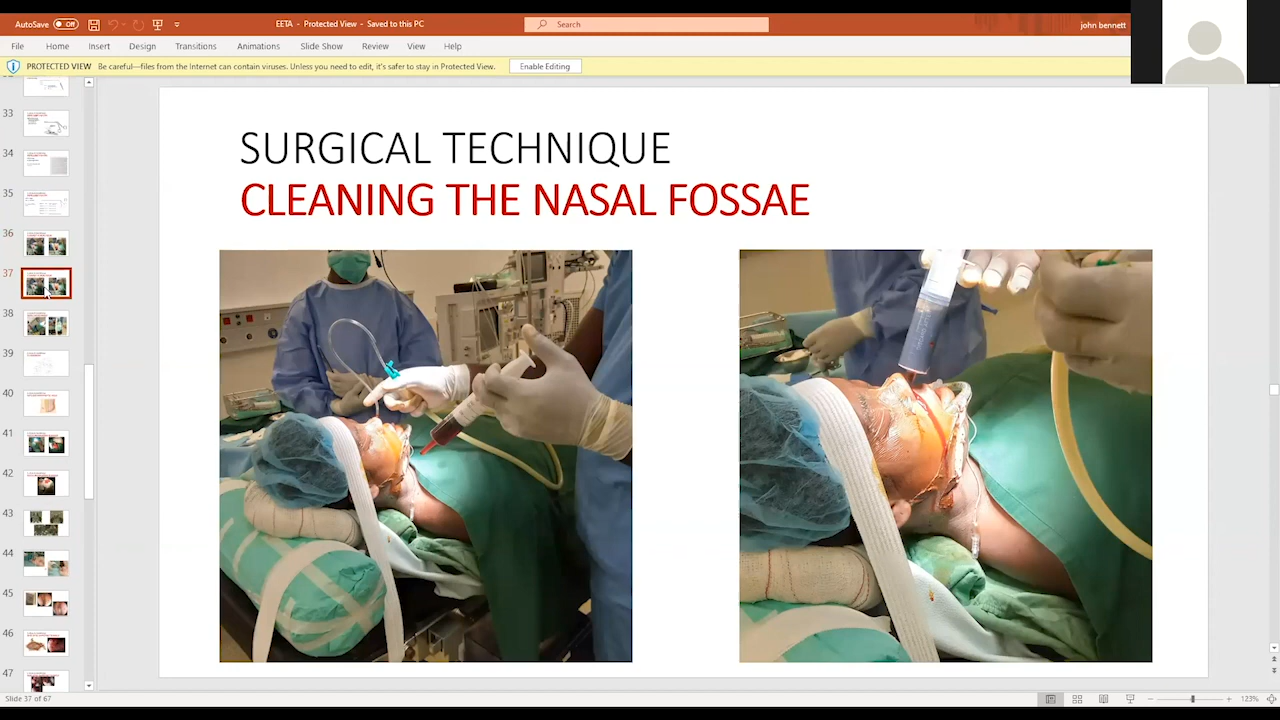 AutoSave Off
EETA - Protected View - Saved to this PC
Search
john bennett
File Home Insert Design Transitions Animations Slide Show Review View Help
PROTECTED VIEW Be careful—files from the Internet can contain viruses. Unless you need to edit, it's safer to stay in Protected View. Enable Editing
SURGICAL TECHNIQUE
CLEANING THE NASAL FOSSAE
33
34
35
36
37
38
39
40
41
42
43
44
45
46
47
Slide 37 of 67
123%